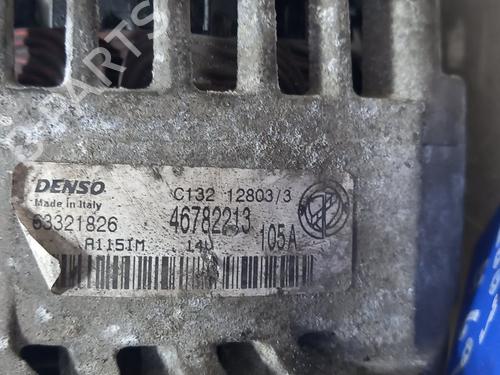 DENSO
Made in Italy
C132 12803/3
63321826
46782213
A115IM
14V
105A
B-PARTS